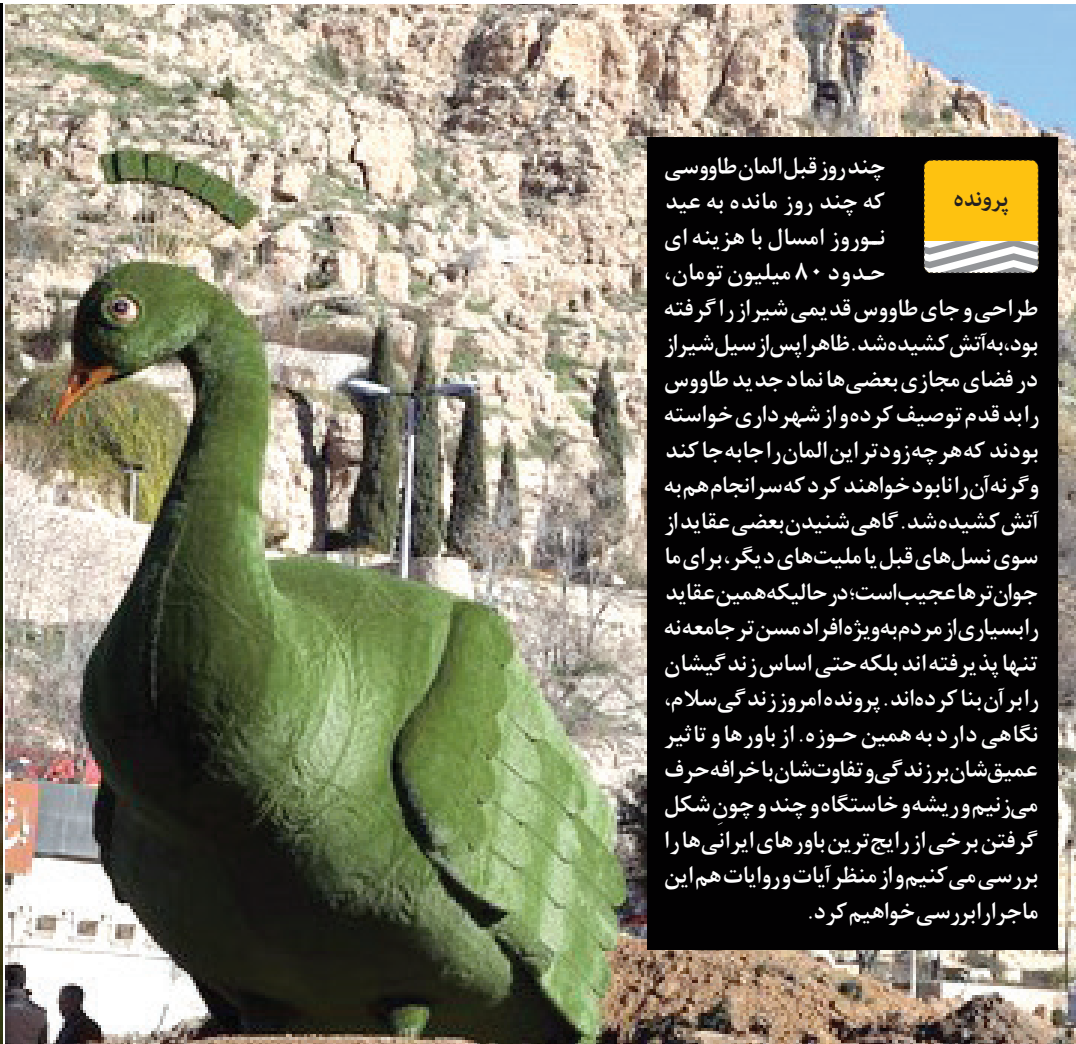 پرونده
چند روز قبل المان طاووسی
که چند روز مانده به عید
نـوروز امسال با هزینه ای
حـدود ۸۰ میلیون تومان،
طراحی و جای طاووس قدیمی شیراز را گرفته
بود، به آتش کشیده شد. ظاهرا پس از سیل شیراز
در فضای مجازی بعضی‌ها نماد جدید طاووس
را بد قدم توصیف کرده و از شهرداری خواسته
بودند که هر چه زودتر این المان را جابه جا کند
وگرنه آن را نابود خواهند کرد که سرانجام هم به
آتش کشیده شد. گاهی شنیدن بعضی عقاید از
سوی نسل‌های قبل یا ملیت‌های دیگر، برای ما
جوان‌ترها عجیب است؛ در حالیکه همین عقاید
را بسیاری از مردم به ویژه افراد مسن تر جامعه نه
تنها پذیرفته اند بلکه حتی اساس زندگیشان
را بر آن بنا کرده‌اند. پرونده امروز زندگی سلام،
نگاهی دارد به همین حـوزه. از باورها و تاثیر
عمیق‌شان بر زندگی و تفاوت‌شان با خرافه حرف
می‌زنیم و ریشه و خاستگاه و چند و چون شکل
گرفتن برخی از رایج‌ترین باورهای ایرانی‌ها را
بررسی می‌کنیم و از منظر آیات و روایات هم این
ماجرا را بررسی خواهیم کرد.